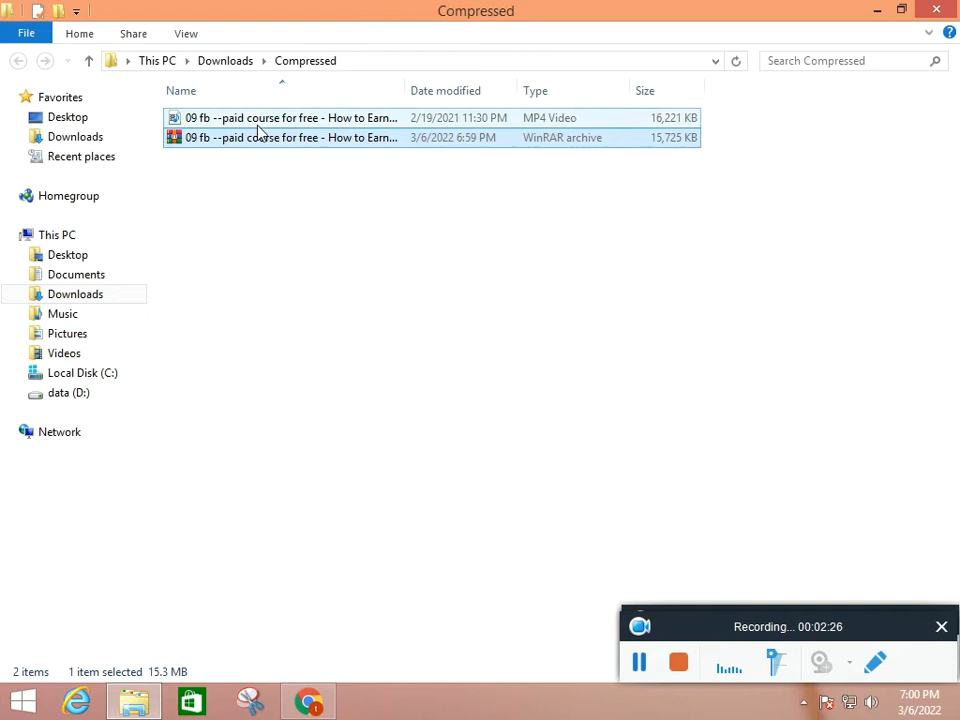 Compressed
File Home Share View
This PC Downloads Compressed Search Compressed
Name Date modified Type Size
09 fb --paid course for free - How to Earn... 2/19/2021 11:30 PM MP4 Video 16,221 KB
09 fb --paid course for free - How to Earn... 3/6/2022 6:59 PM WinRAR archive 15,725 KB
Favorites
Desktop
Downloads
Recent places
Homegroup
This PC
Desktop
Documents
Downloads
Music
Pictures
Videos
Local Disk (C:)
data (D:)
Network
Recording... 00:02:26
2 items 1 item selected 15.3 MB
7:00 PM
3/6/2022